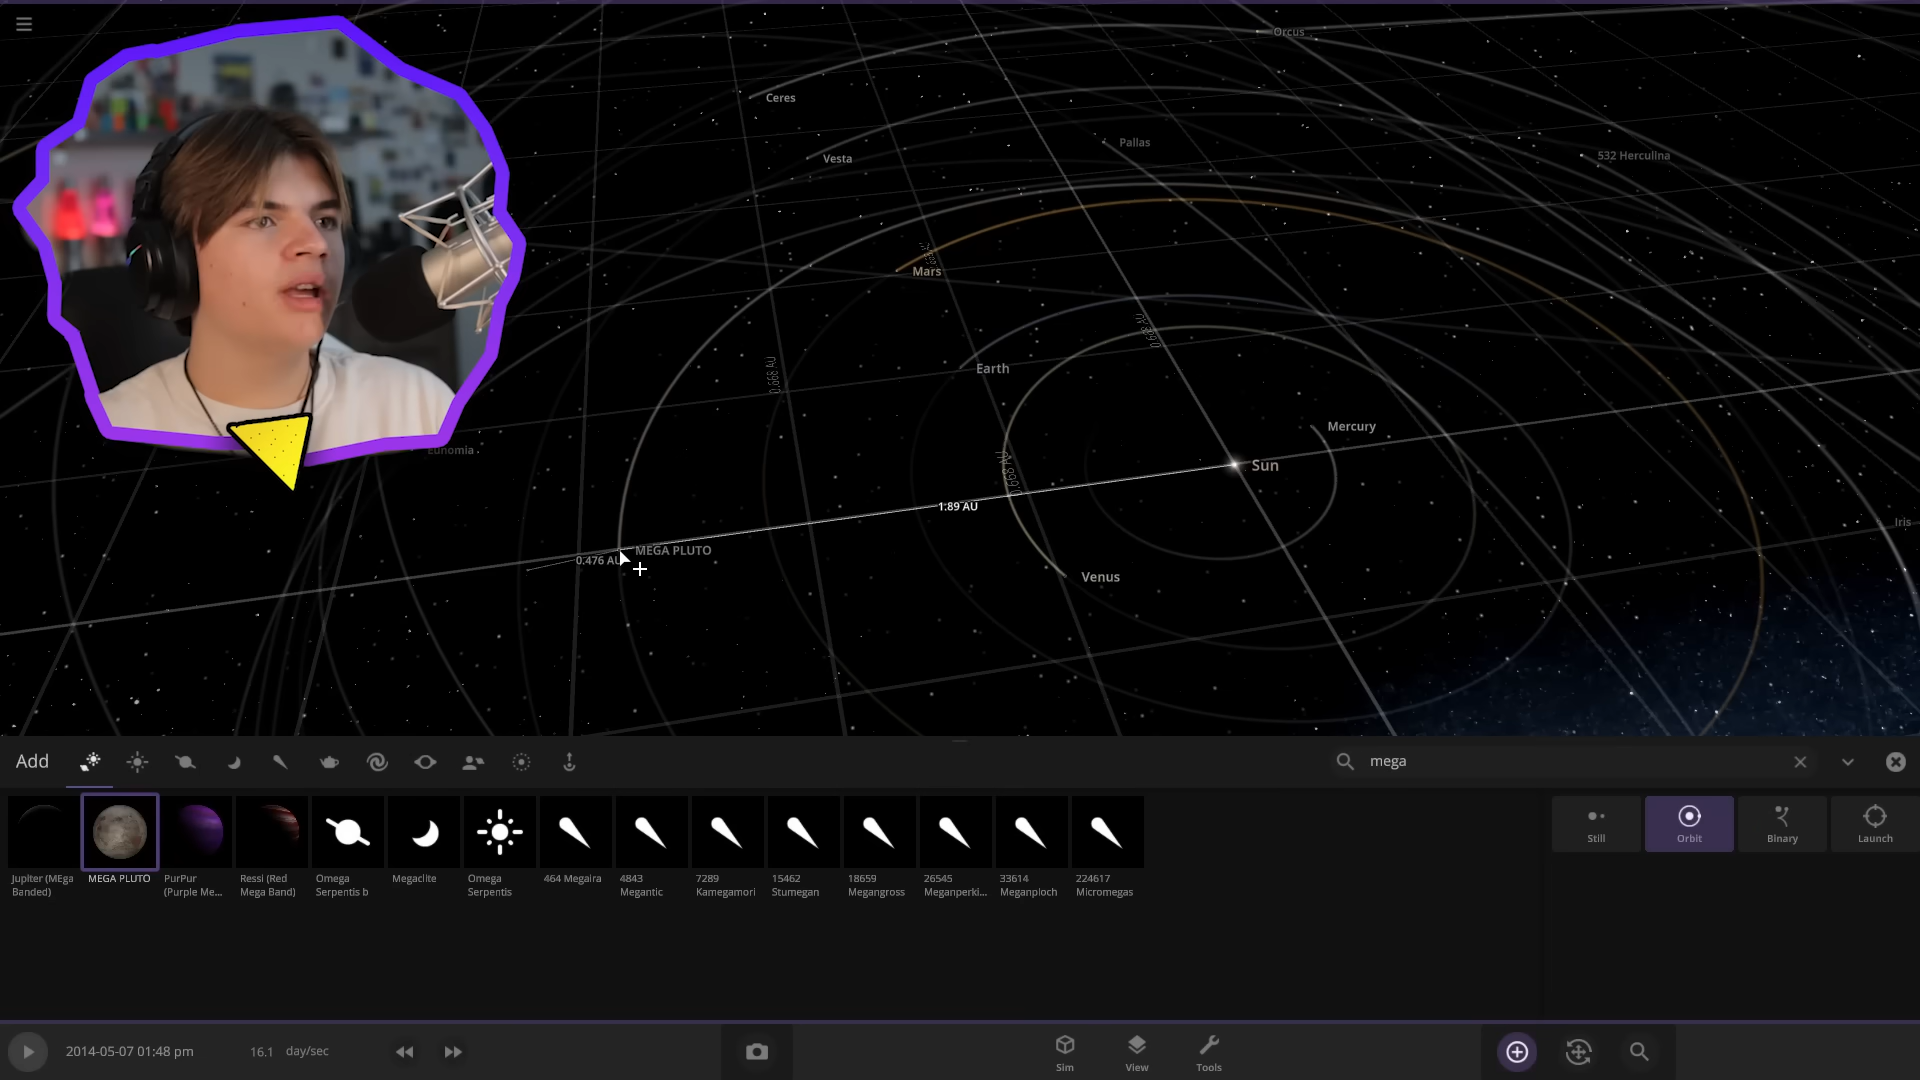 Orcus
Ceres
Pallas
Vesta
532 Herculina
Mars
0.668 AU
Earth
Mercury
Sun
Eunomia
1.89 AU
Iris
MEGA PLUTO
0.476 AU
Venus
Add
mega
Still
Orbit
Binary
Launch
Jupiter (MEga
Banded)
MEGA PLUTO
PurPur
(Purple Me...
Ressi (Red
Mega Band)
Omega
Serpentis b
Megaclite
Omega
Serpentis
464 Megaira
4843
Megantic
7289
Kamegamori
15462
Stumegan
18659
Megangross
26545
Meganperki...
33614
Meganploch
224617
Micromegas
2014-05-07 01:48 pm
16.1 day/sec
Sim
View
Tools